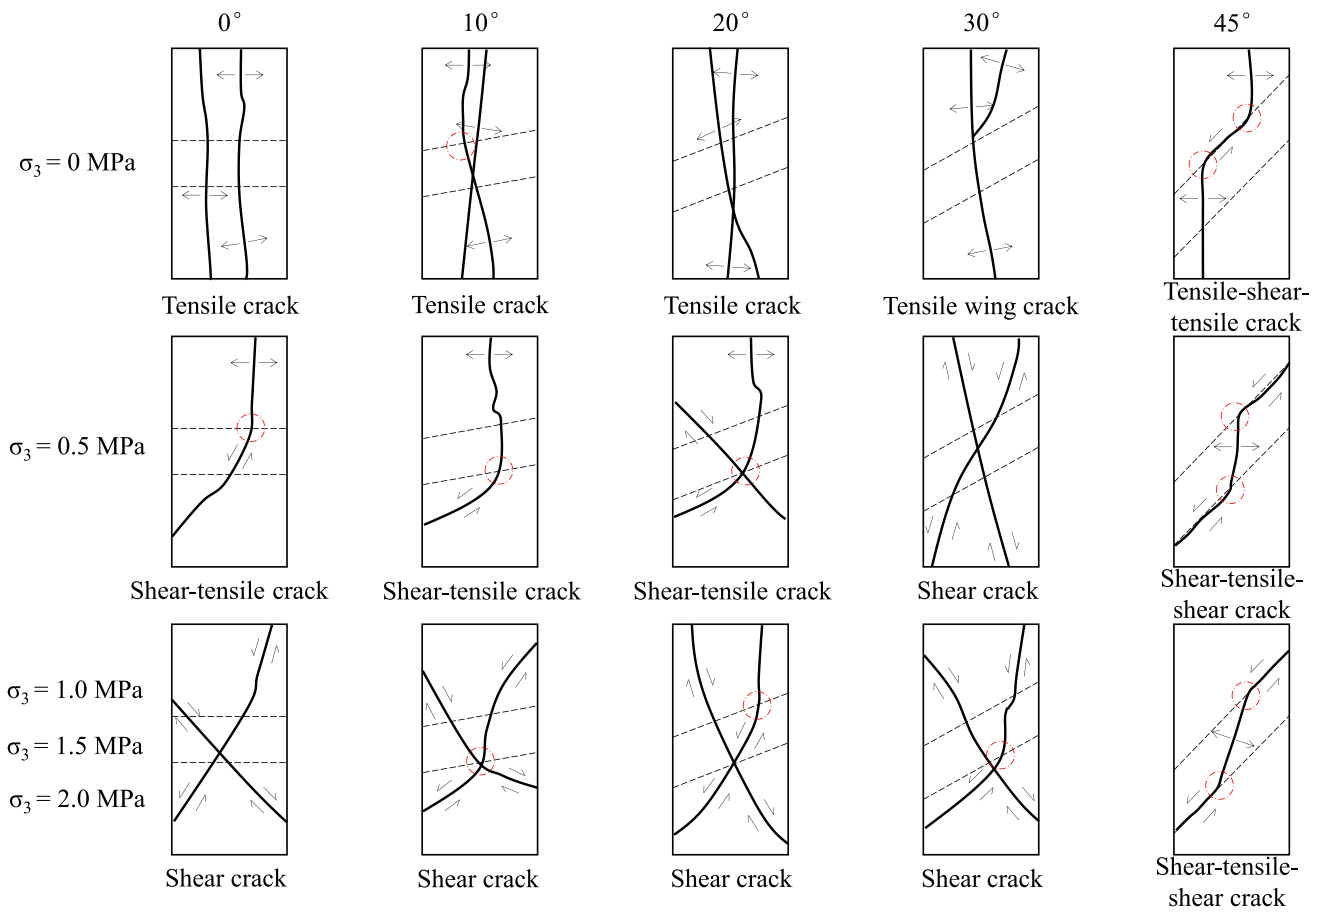 0°
10°
20°
30°
45°
σ₃ = 0 MPa
Tensile crack
Tensile crack
Tensile crack
Tensile wing crack
Tensile-shear-
tensile crack
σ₃ = 0.5 MPa
Shear-tensile crack
Shear-tensile crack
Shear-tensile crack
Shear crack
Shear-tensile-
shear crack
σ₃ = 1.0 MPa
σ₃ = 1.5 MPa
σ₃ = 2.0 MPa
Shear crack
Shear crack
Shear crack
Shear crack
Shear-tensile-
shear crack